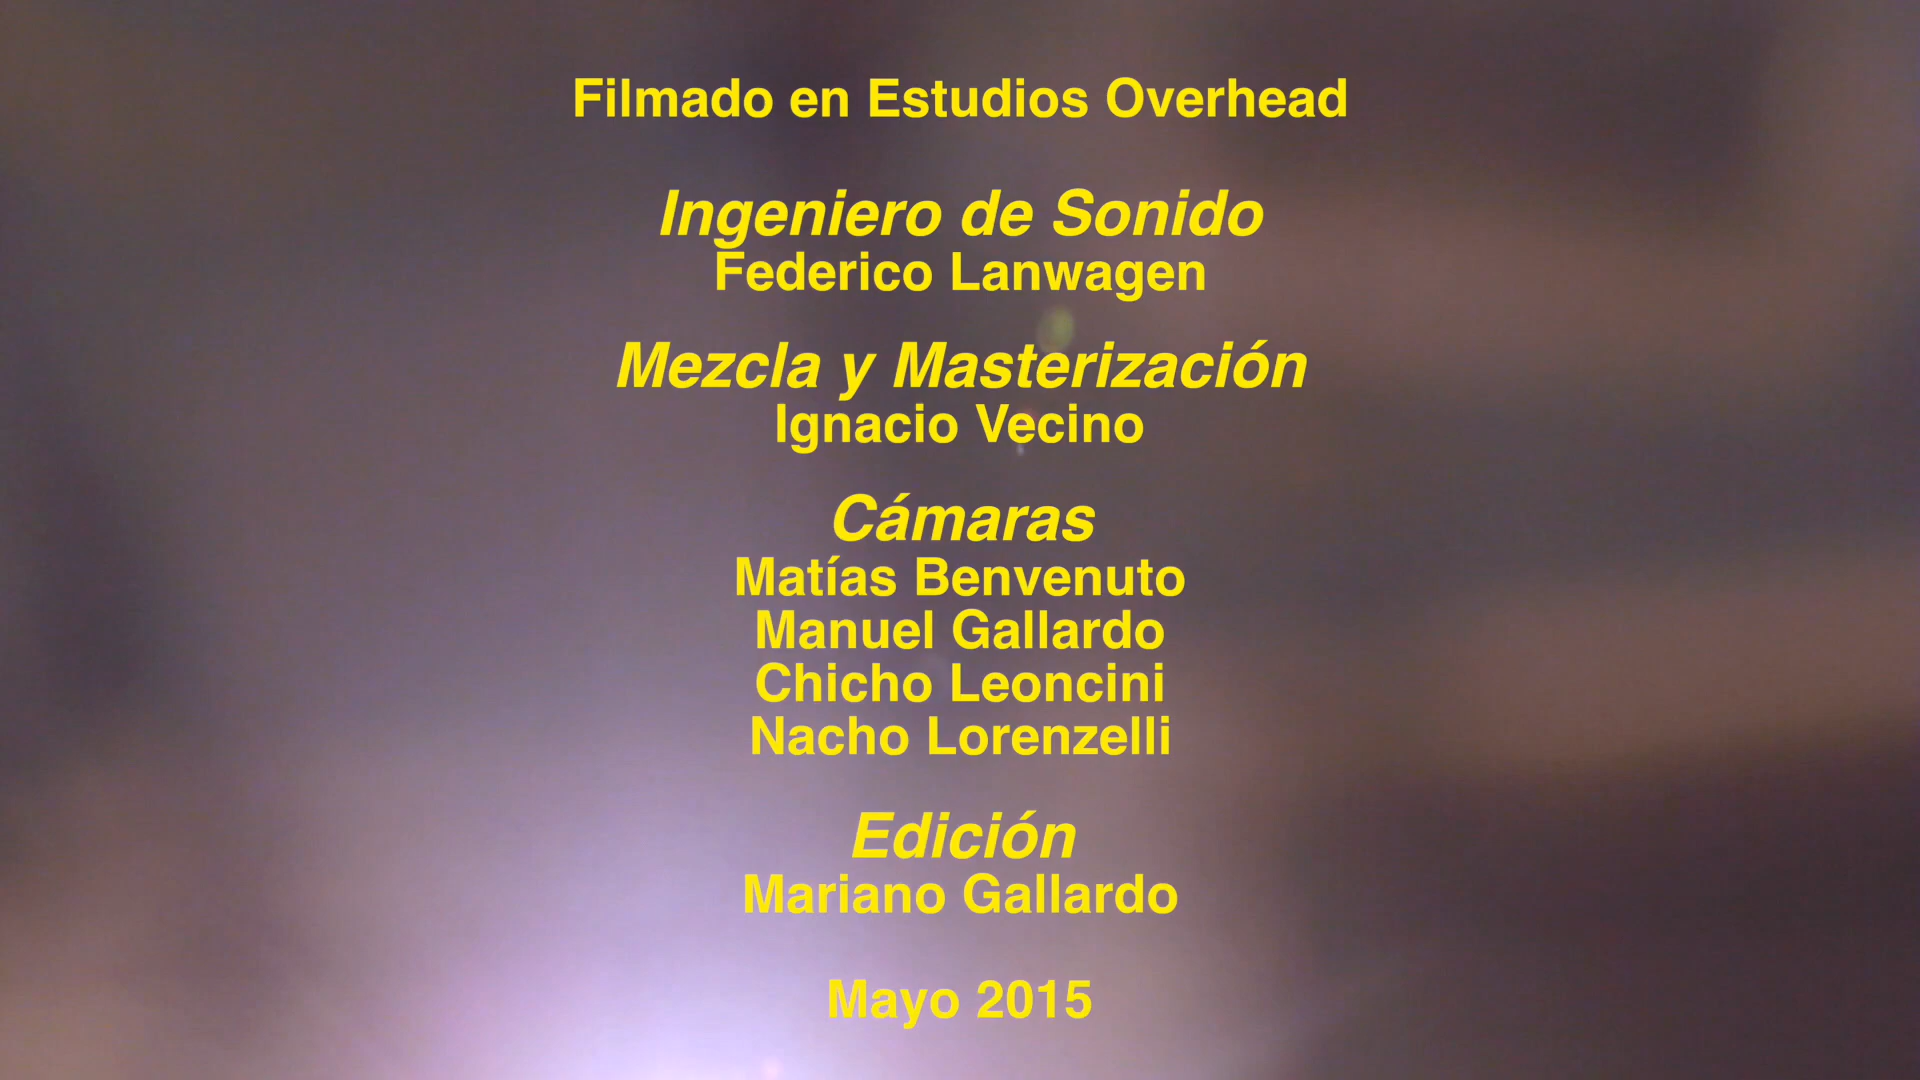 Filmado en Estudios Overhead
Ingeniero de Sonido
Federico Lanwagen
Mezcla y Masterización
Ignacio Vecino
Cámaras
Matías Benvenuto
Manuel Gallardo
Chicho Leoncini
Nacho Lorenzelli
Edición
Mariano Gallardo
Mayo 2015